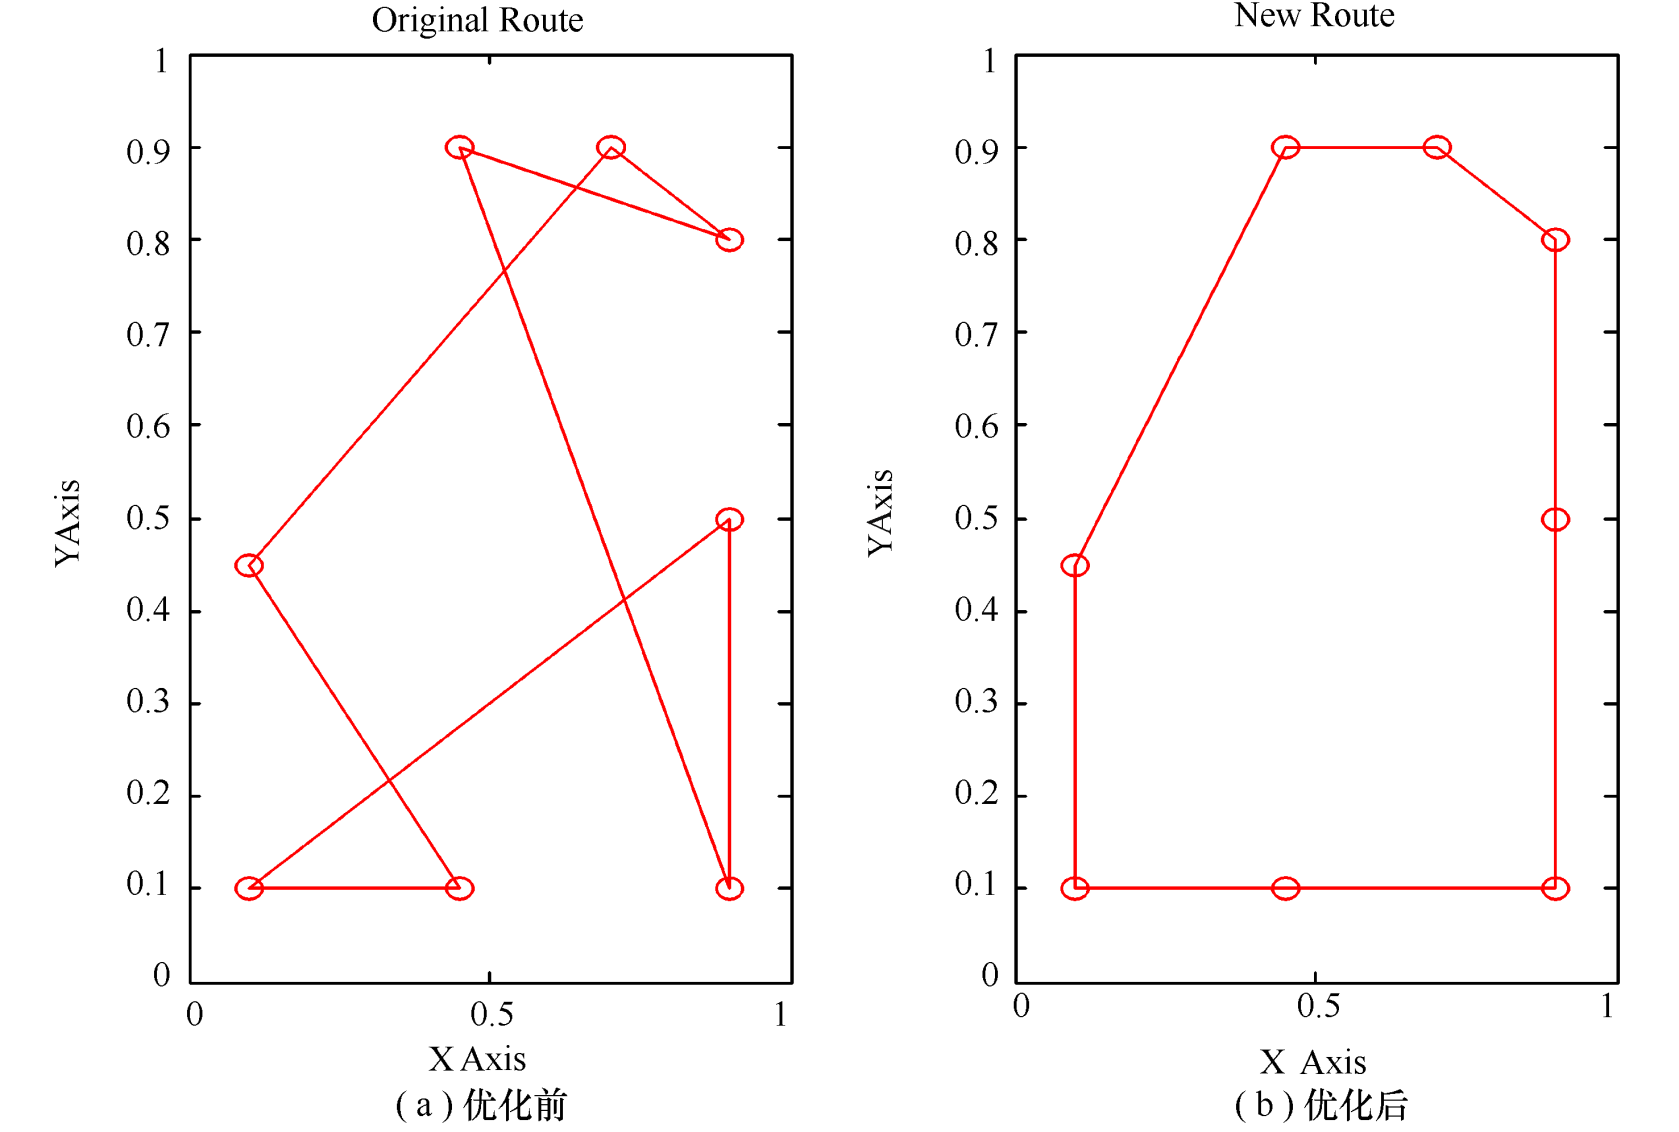 Original Route
1
0.9
0.8
0.7
0.6
0.5
0.4
0.3
0.2
0.1
0
YAxis
0 0.5 1
X Axis
( a ) 优化前
New Route
1
0.9
0.8
0.7
0.6
0.5
0.4
0.3
0.2
0.1
0
YAxis
0 0.5 1
X Axis
( b ) 优化后